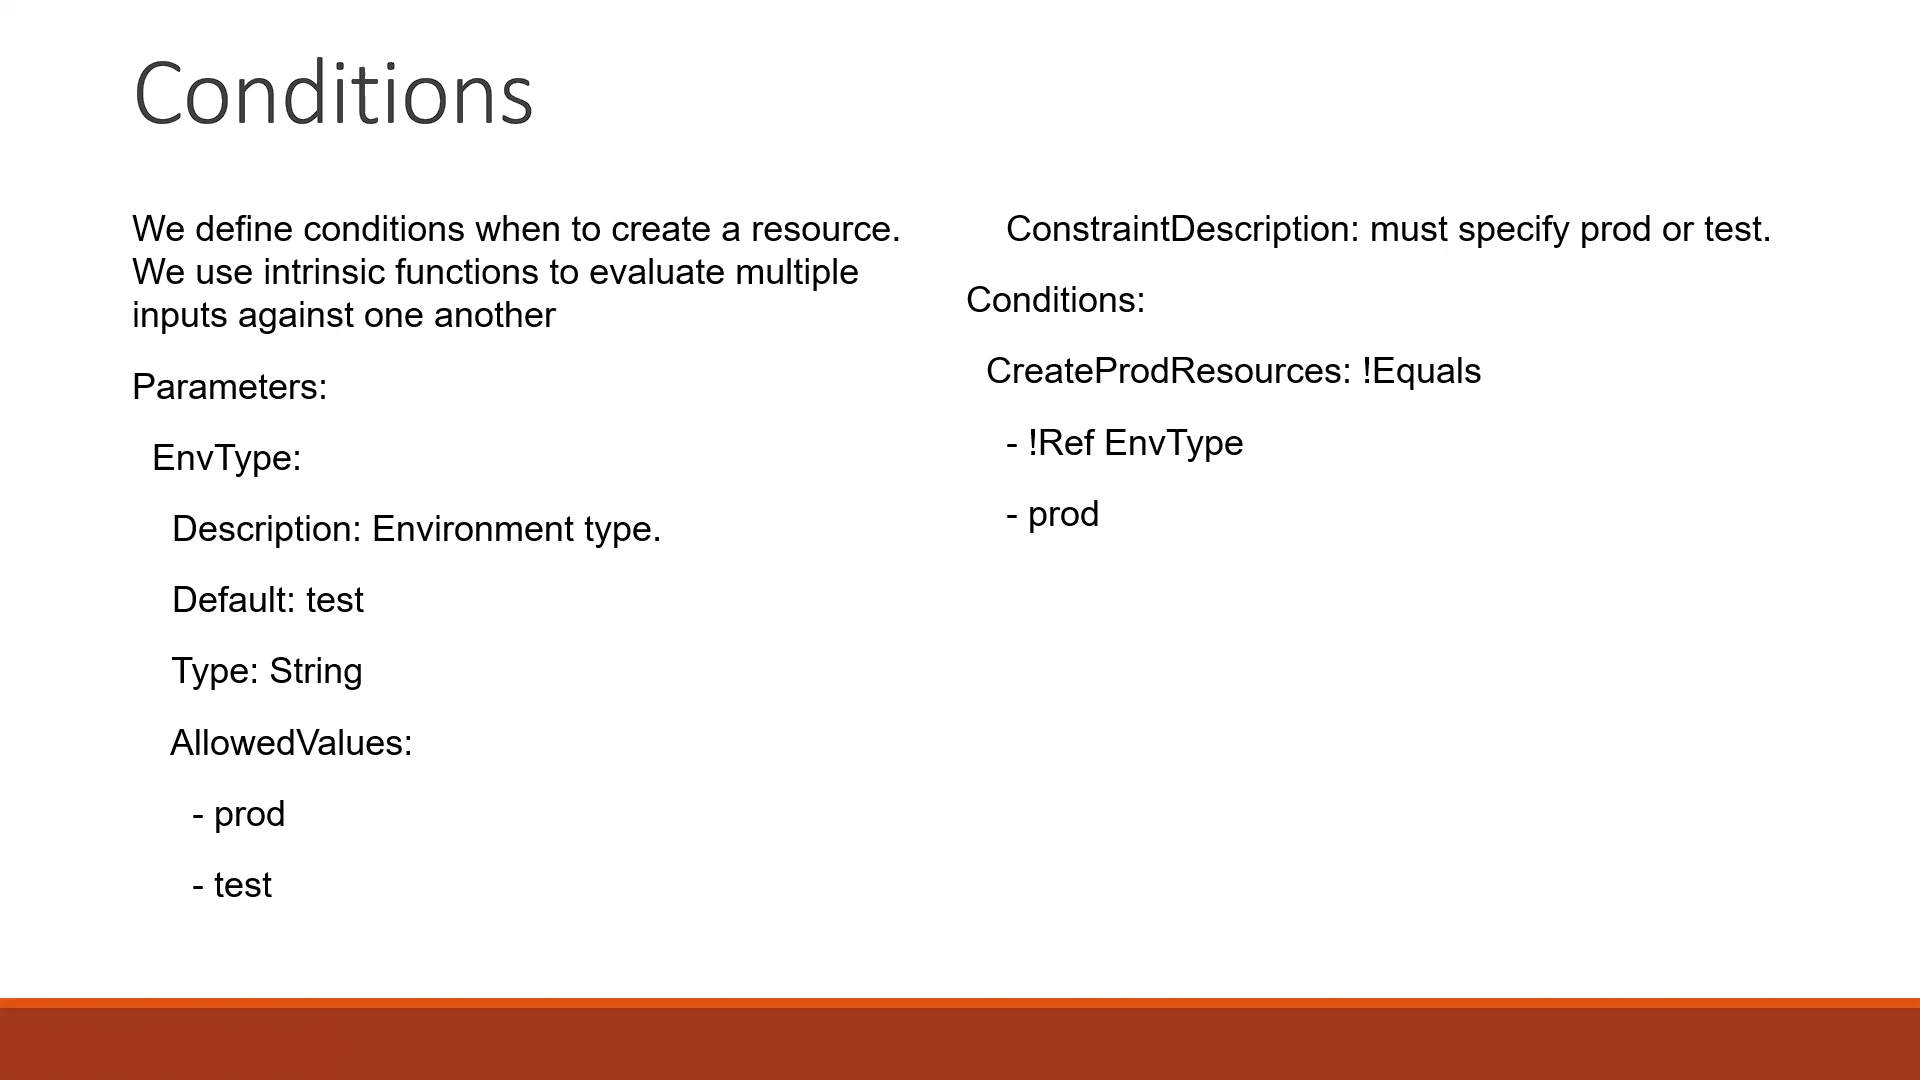 Conditions
We define conditions when to create a resource.
We use intrinsic functions to evaluate multiple
inputs against one another
Parameters:
EnvType:
Description: Environment type.
Default: test
Type: String
AllowedValues:
- prod
- test
ConstraintDescription: must specify prod or test.
Conditions:
CreateProdResources: !Equals
- !Ref EnvType
- prod